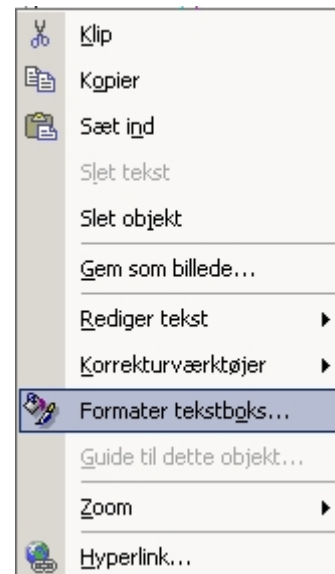 Klip
Kopier
Sæt ind
Slet tekst
Slet objekt
Gem som billede...
Rediger tekst
Korrekturværktøjer
Formater tekstboks...
Guide til dette objekt...
Zoom
Hyperlink...